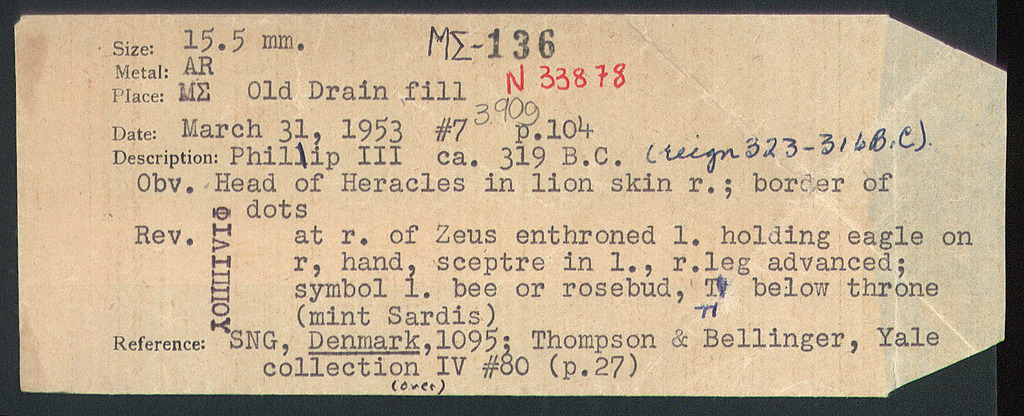 Size: 15.5 mm. ΜΣ-136
Metal: AR N 33878
Place: ΜΣ Old Drain fill
3.90g
Date: March 31, 1953 #7 p.104
Description: Phillip III ca. 319 B.C. (reign 323-316 B.C).
Obv. Head of Heracles in lion skin r.; border of
dots
Rev. ΦΙΛΙΠΠΟΥ at r. of Zeus enthroned l. holding eagle on
r, hand, sceptre in l., r.leg advanced;
symbol l. bee or rosebud, below throne
(mint Sardis)
Reference: SNG, Denmark,1095; Thompson & Bellinger, Yale
collection IV #80 (p.27)
(over)